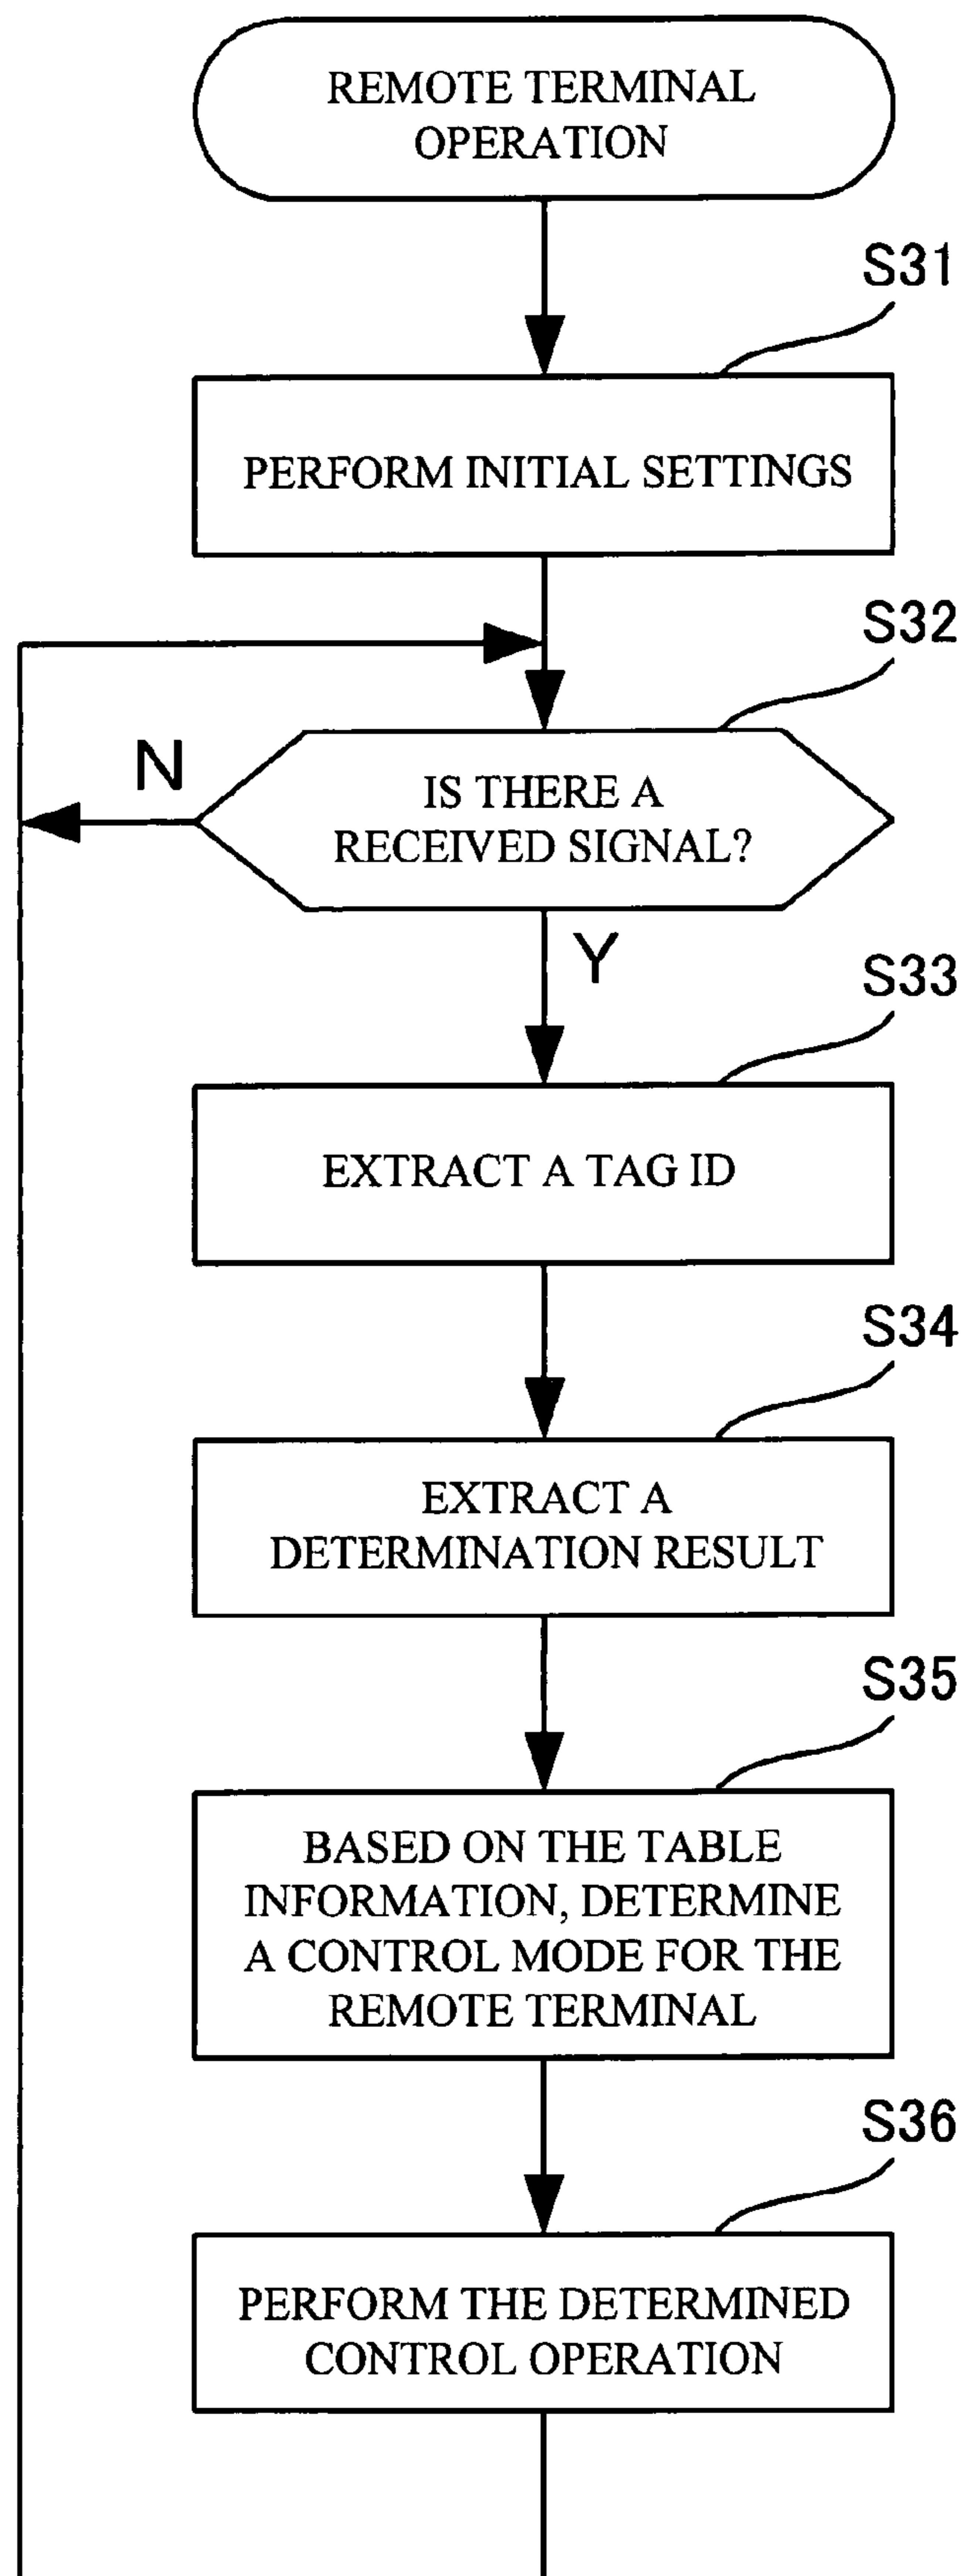 REMOTE TERMINAL
OPERATION
S31
PERFORM INITIAL SETTINGS
S32
N
IS THERE A
RECEIVED SIGNAL?
Y
S33
EXTRACT A TAG ID
S34
EXTRACT A
DETERMINATION RESULT
S35
BASED ON THE TABLE
INFORMATION, DETERMINE
A CONTROL MODE FOR THE
REMOTE TERMINAL
S36
PERFORM THE DETERMINED
CONTROL OPERATION